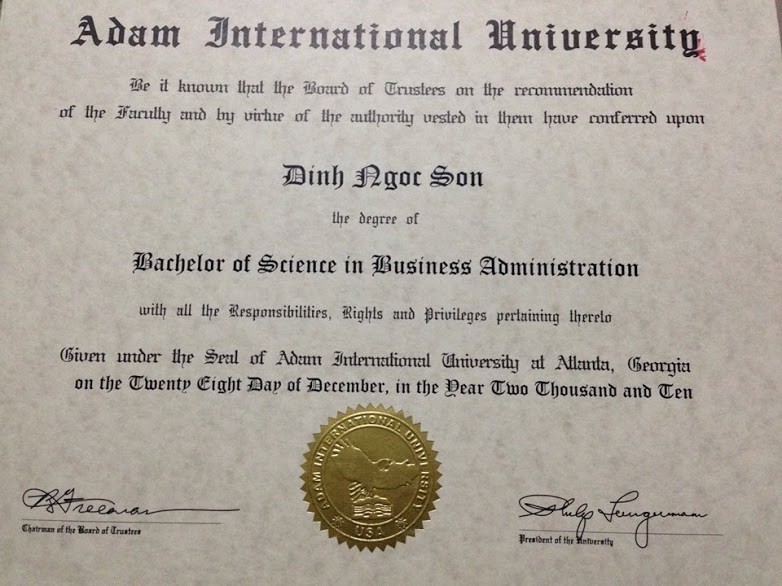 Adam International University
Be it known that the Board of Trustees on the recommendation
of the Faculty and by virtue of the authority vested in them have conferred upon
Dinh Ngoc Son
the degree of
Bachelor of Science in Business Administration
with all the Responsibilities, Rights and Privileges pertaining thereto
Given under the Seal of Adam International University at Atlanta, Georgia
on the Twenty Eight Day of December, in the Year Two Thousand and Ten
ADAM INTERNATIONAL UNIVERSITY
USA
Chairman of the Board of Trustees
Philip
President of the University